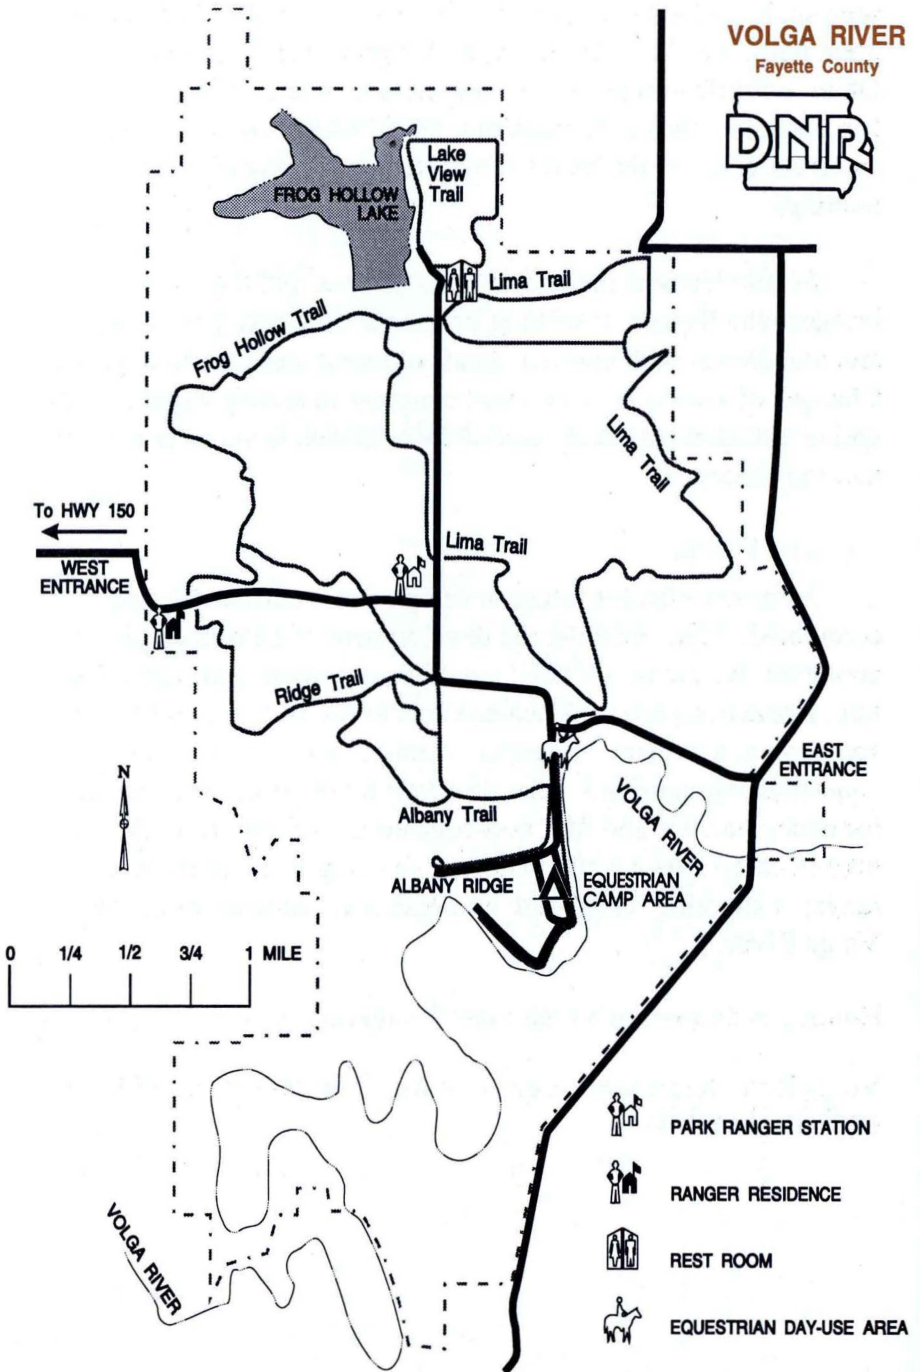 VOLGA RIVER
Fayette County
DNR
Lake
View
Trail
FROG HOLLOW
LAKE
Lima Trail
Frog Hollow Trail
Lima Trail
To HWY 150
WEST
ENTRANCE
Lima Trail
Ridge Trail
EAST
ENTRANCE
N
VOLGA RIVER
Albany Trail
ALBANY RIDGE
EQUESTRIAN
CAMP AREA
0 1/4 1/2 3/4 1 MILE
VOLGA RIVER
PARK RANGER STATION
RANGER RESIDENCE
REST ROOM
EQUESTRIAN DAY-USE AREA